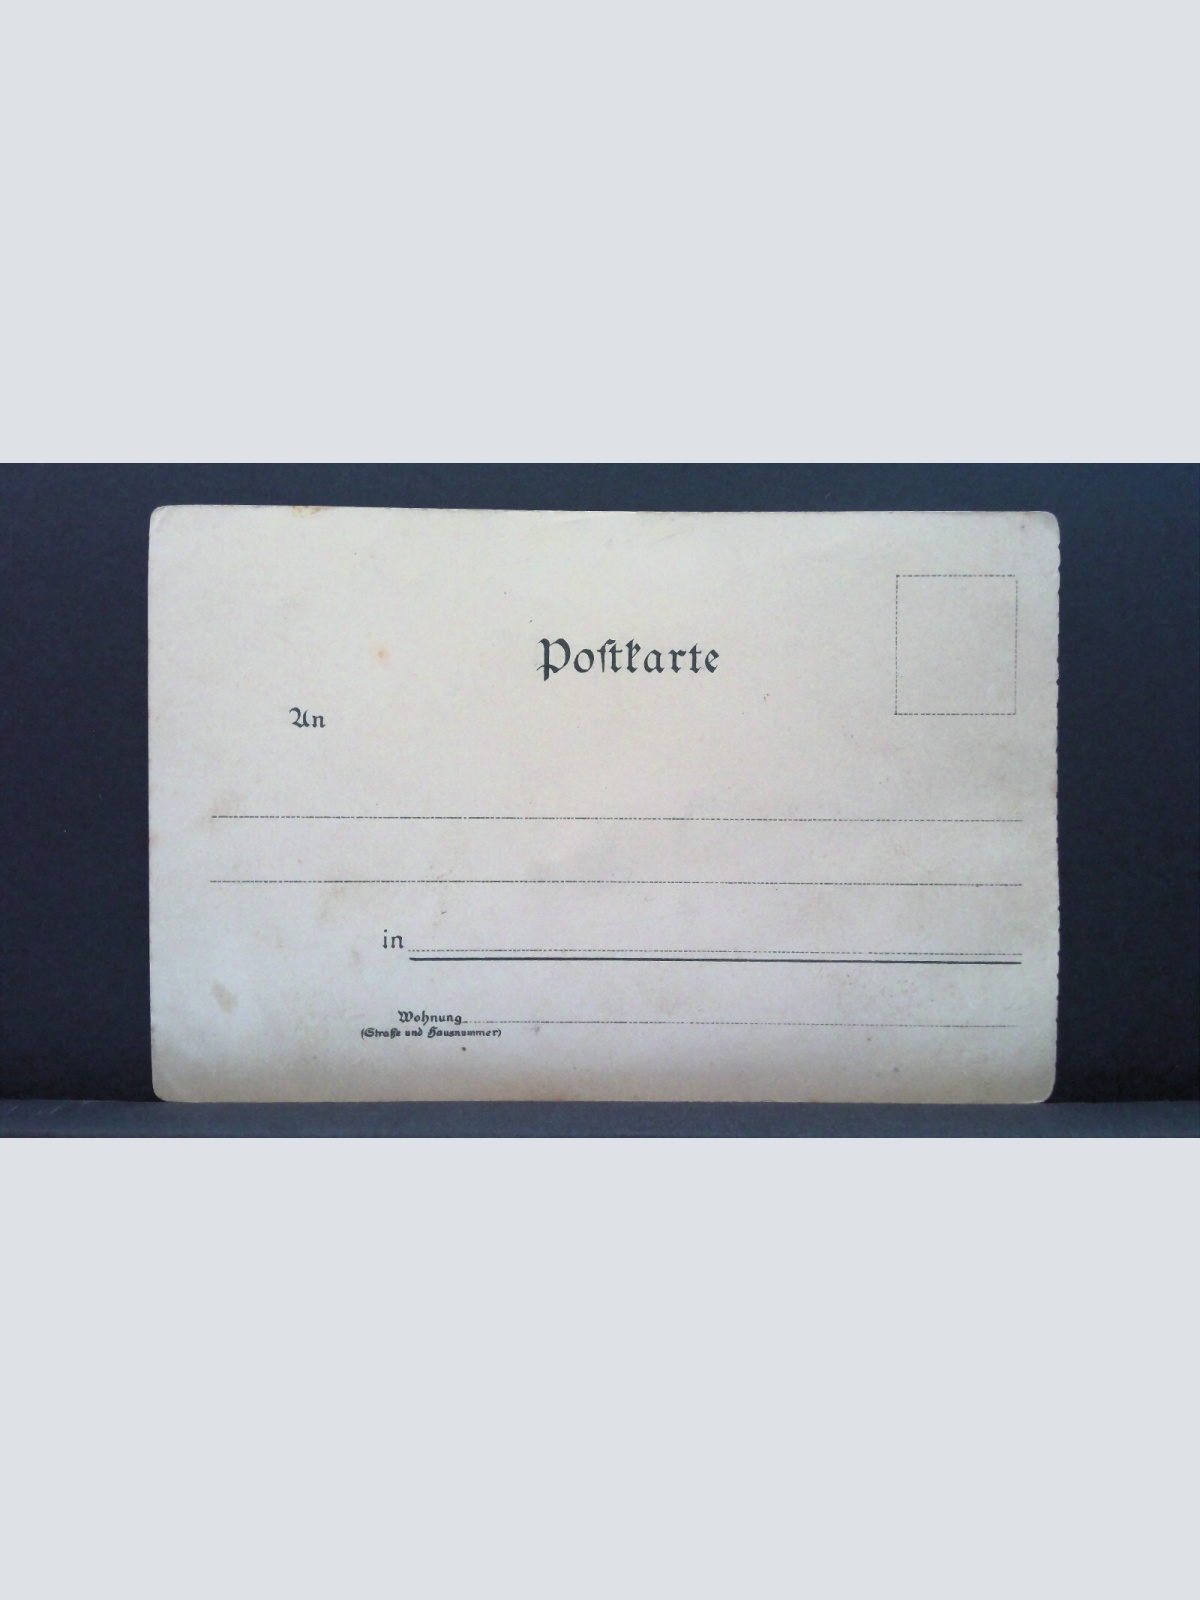 Poſtkarte
An
in
Wohnung
(Straße und Hausnummer)